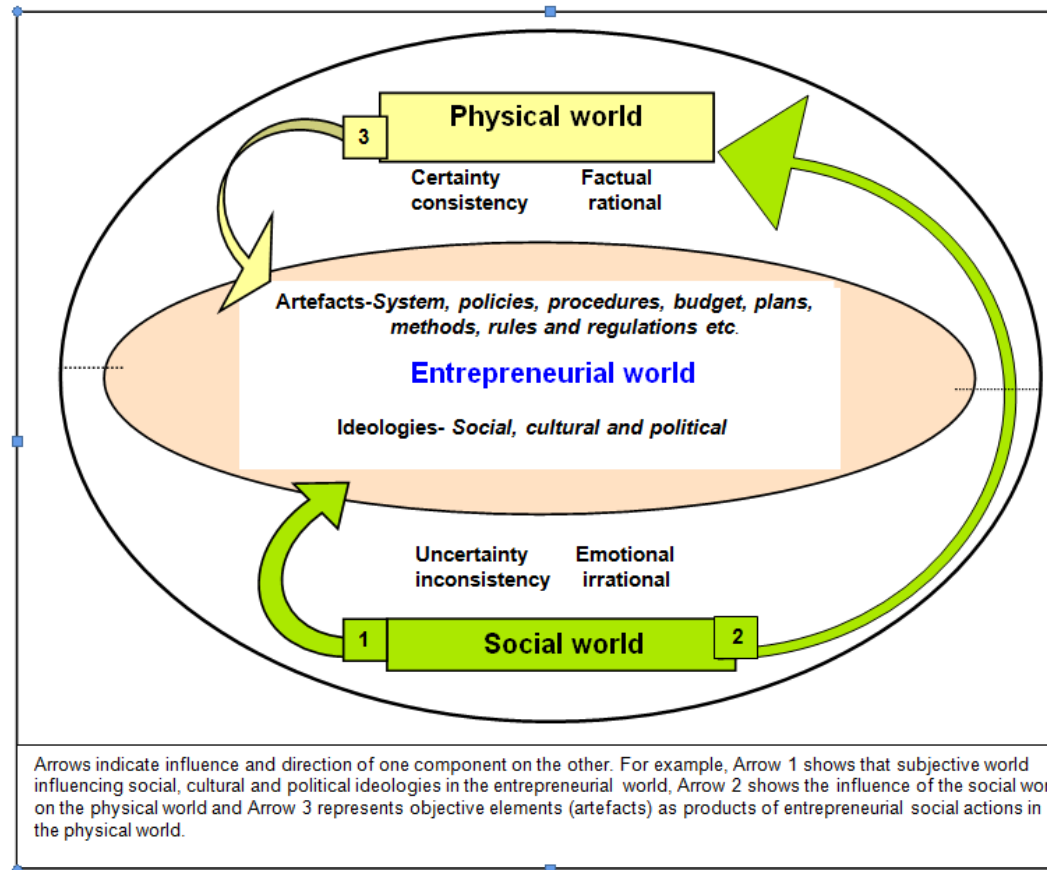 Physical world
3
Certainty Factual
consistency rational
Artefacts-System, policies, procedures, budget, plans,
methods, rules and regulations etc.
Entrepreneurial world
Ideologies- Social, cultural and political
Uncertainty Emotional
inconsistency irrational
1
Social world
2
Arrows indicate influence and direction of one component on the other. For example, Arrow 1 shows that subjective world
influencing social, cultural and political ideologies in the entrepreneurial world, Arrow 2 shows the influence of the social
on the physical world and Arrow 3 represents objective elements (artefacts) as products of entrepreneurial social actions in
the physical world.